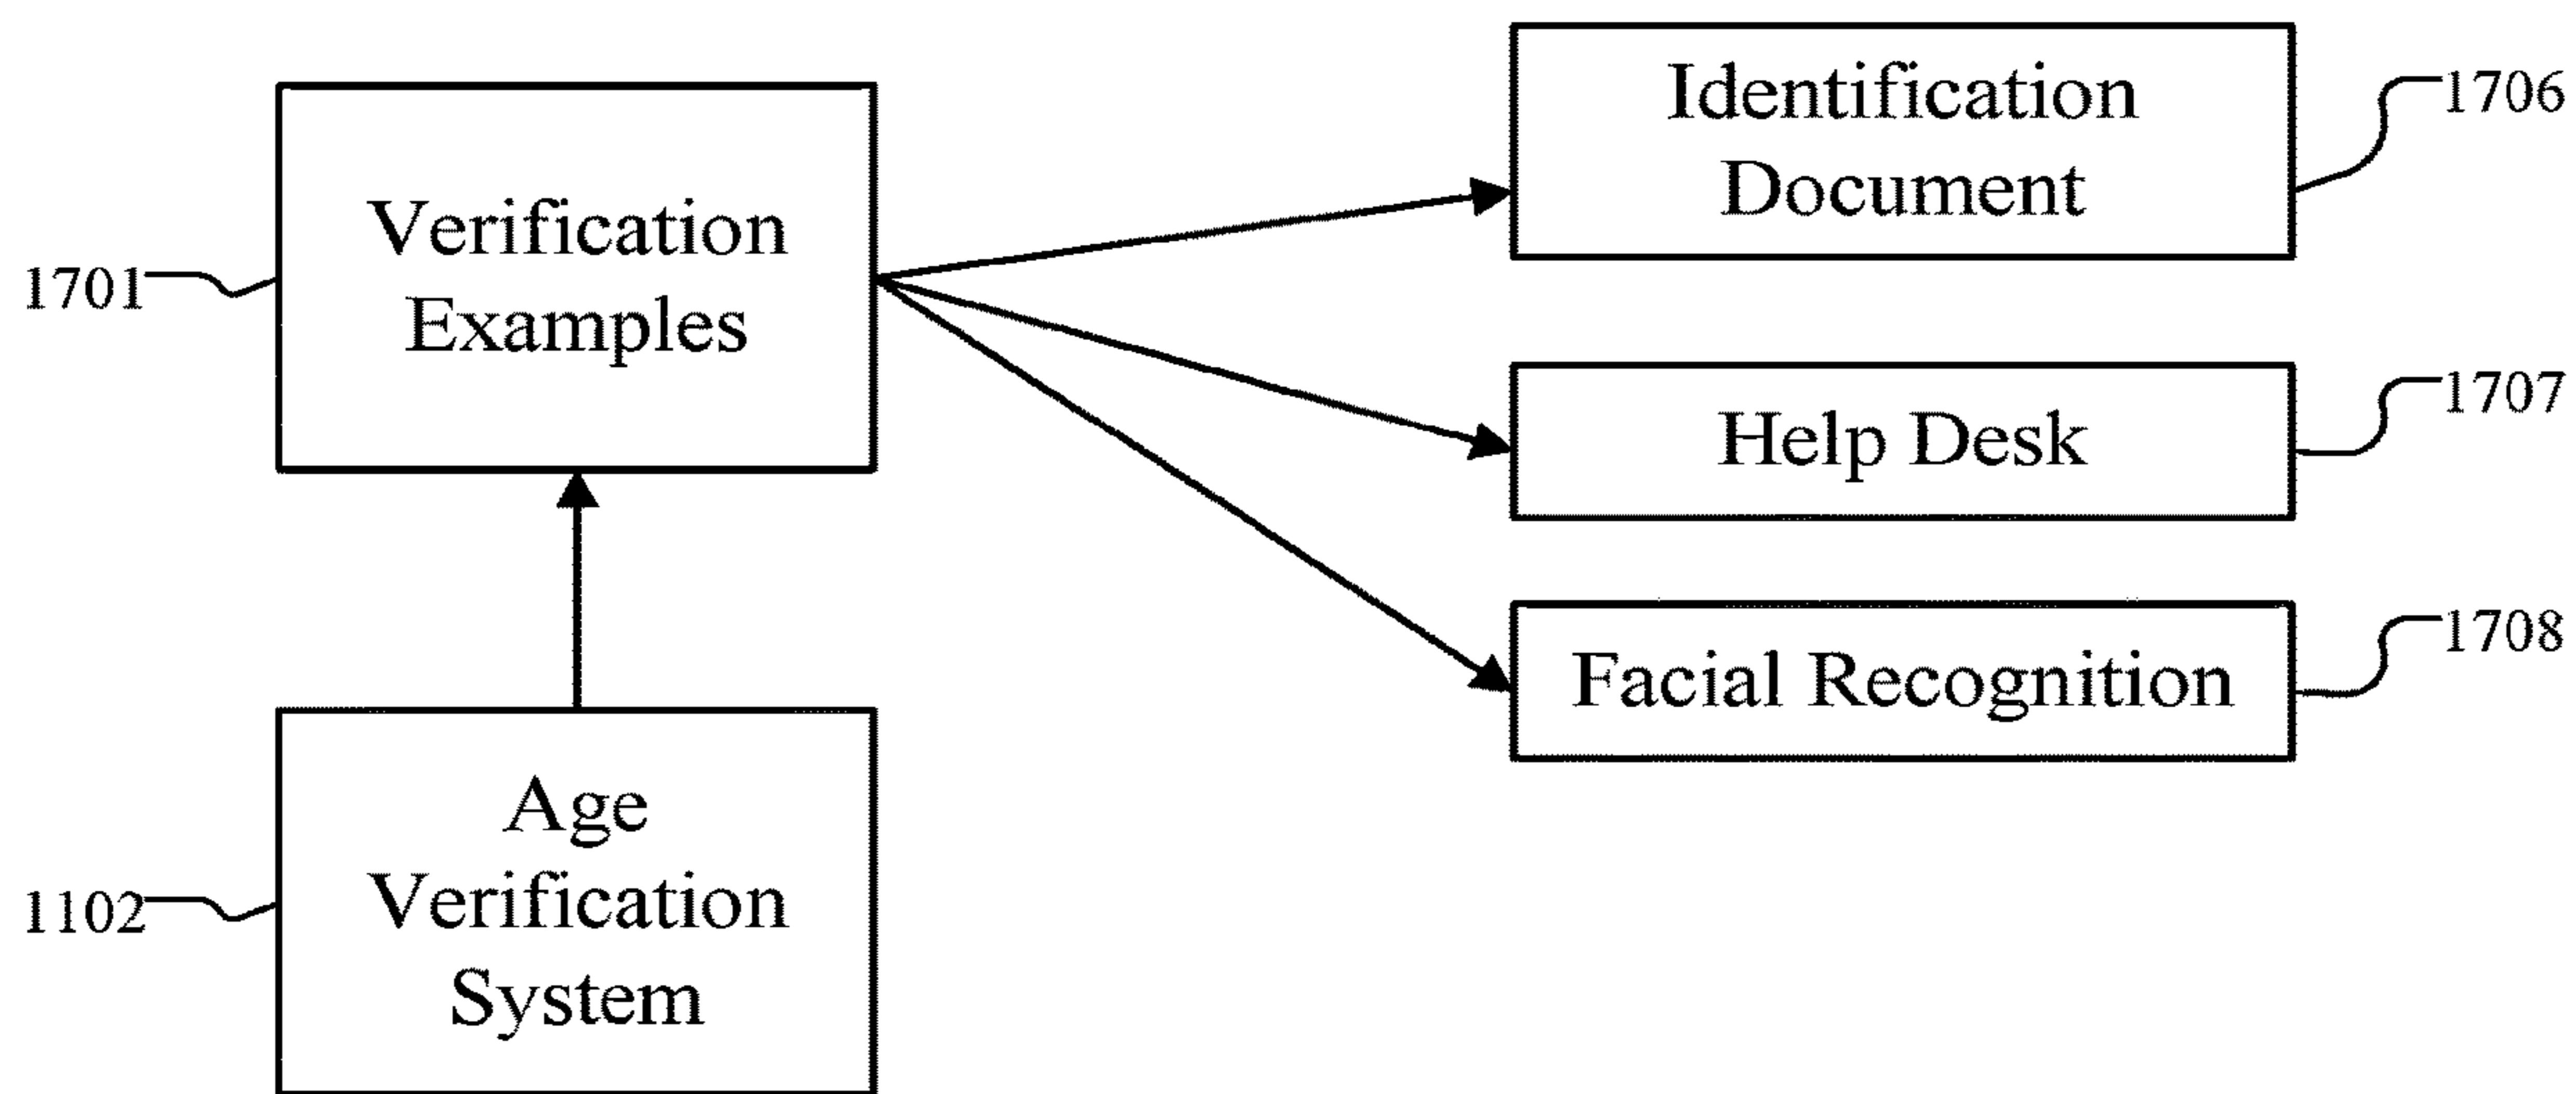 Verification
Examples
1701
Identification
Document
1706
Help Desk
1707
Facial Recognition
1708
Age
Verification
System
1102